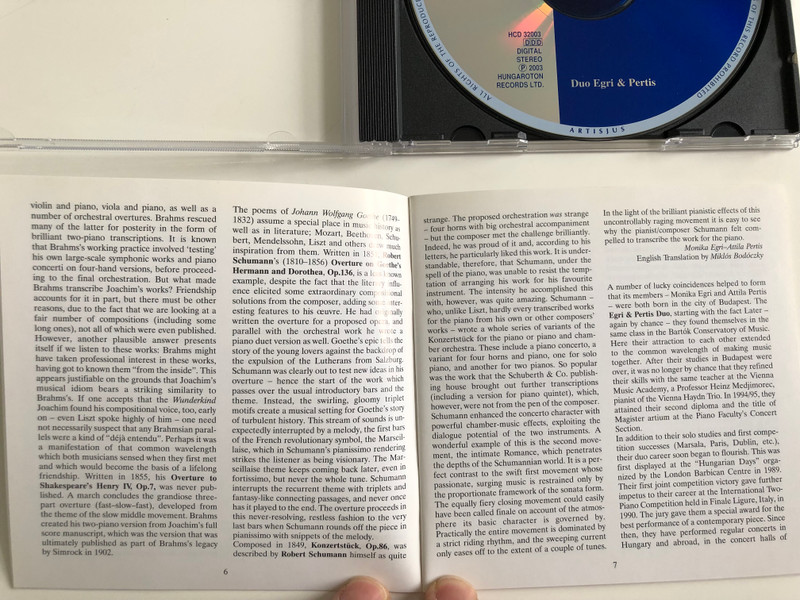 OF THIS RECORD PROHIBITED
ALL RIGHTS OF THE REPRODUC
HCD 32003
DDD
DIGITAL
STEREO
℗ 2003
HUNGAROTON
RECORDS LTD.
Duo Egri & Pertis
ARTISJUS
violin and piano, viola and piano, as well as a
number of orchestral overtures. Brahms rescued
many of the latter for posterity in the form of
brilliant two-piano transcriptions. It is known
that Brahms's working practice involved 'testing'
his own large-scale symphonic works and piano
concerti on four-hand versions, before proceed-
ing to the final orchestration. But what made
Brahms transcribe Joachim's works? Friendship
accounts for it in part, but there must be other
reasons, due to the fact that we are looking at a
fair number of compositions (including some
long ones), not all of which were even published.
However, another plausible answer presents
itself if we listen to these works: Brahms might
have taken professional interest in these works,
having got to known them "from the inside". This
appears justifiable on the grounds that Joachim's
musical idiom bears a striking similarity to
Brahms's. If one accepts that the Wunderkind
Joachim found his compositional voice, too, early
on – even Liszt spoke highly of him – one need
not necessarily suspect that any Brahmsian paral-
lels were a kind of "déjà entendu". Perhaps it was
a manifestation of that common wavelength
which both musicians sensed when they first met
and which would become the basis of a lifelong
friendship. Written in 1855, his Overture to
Shakespeare's Henry IV, Op.7, was never pub-
lished. A march concludes the grandiose three-
part overture (fast–slow–fast), developed from
the theme of the slow middle movement. Brahms
created his two-piano version from Joachim's full
score manuscript, which was the version that was
ultimately published as part of Brahms's legacy
by Simrock in 1902.
The poems of Johann Wolfgang Goethe (1749-
1832) assume a special place in music history as
well as in literature; Mozart, Beethoven, Schu-
bert, Mendelssohn, Liszt and others drew much
inspiration from them. Written in 1851, Robert
Schumann's (1810–1856) Overture on Goethe's
Hermann and Dorothea, Op.136, is a less known
example, despite the fact that the literary influ-
ence elicited some extraordinary compositional
solutions from the composer, adding some inter-
esting features to his œuvre. He had originally
written the overture for a proposed opera, and
parallel with the orchestral work he wrote a
piano duet version as well. Goethe's epic tells the
story of the young lovers against the backdrop of
the expulsion of the Lutherans from Salzburg.
Schumann was clearly out to test new ideas in his
overture – hence the start of the work which
passes over the usual introductory bars and the
theme. Instead, the swirling, gloomy triplet
motifs create a musical setting for Goethe's story
of turbulent history. This stream of sounds is un-
expectedly interrupted by a melody, the first bars
of the French revolutionary symbol, the Marseil-
laise, which in Schumann's pianissimo rendering
strikes the listener as being visionary. The Mar-
seillaise theme keeps coming back later, even in
fortissimo, but never the whole tune. Schumann
interrupts the recurrent theme with triplets and
fantasy-like connecting passages, and never once
has it played to the end. The overture proceeds in
this never-resolving, restless fashion to the very
last bars when Schumann rounds off the piece in
pianissimo with snippets of the melody.
Composed in 1849, Konzertstück, Op.86, was
described by Robert Schumann himself as quite
6
strange. The proposed orchestration was strange
– four horns with big orchestral accompaniment
– but the composer met the challenge brilliantly.
Indeed, he was proud of it and, according to his
letters, he particularly liked this work. It is under-
standable, therefore, that Schumann, under the
spell of the piano, was unable to resist the temp-
tation of arranging his work for his favourite
instrument. The intensity he accomplished this
with, however, was quite amazing. Schumann –
who, unlike Liszt, hardly every transcribed works
for the piano from his own or other composers'
works – wrote a whole series of variants of the
Konzertstück for the piano or piano and cham-
ber orchestra. These include a piano concerto, a
variant for four horns and piano, one for solo
piano, and another for two pianos. So popular
was the work that the Schuberth & Co. publish-
ing house brought out further transcriptions
(including a version for piano quintet), which,
however, were not from the pen of the composer.
Schumann enhanced the concerto character with
powerful chamber-music effects, exploiting the
dialogue potential of the two instruments. A
wonderful example of this is the second move-
ment, the intimate Romance, which penetrates
the depths of the Schumannian world. It is a per-
fect contrast to the swift first movement whose
passionate, surging music is restrained only by
the proportionate framework of the sonata form.
The equally fiery closing movement could easily
have been called finale on account of the atmos-
phere its basic character is governed by.
Practically the entire movement is dominated by
a strict riding rhythm, and the sweeping current
only eases off to the extent of a couple of tunes.
In the light of the brilliant pianistic effects of this
uncontrollably raging movement it is easy to see
why the pianist/composer Schumann felt com-
pelled to transcribe the work for the piano.
Monika Egri–Attila Pertis
English Translation by Miklós Bodóczky
A number of lucky coincidences helped to form
that its members – Monika Egri and Attila Pertis
– were both born in the city of Budapest. The
Egri & Pertis Duo, starting with the fact Later –
again by chance – they found themselves in the
same class in the Bartók Conservatory of Music.
Here their attraction to each other extended
to the common wavelength of making music
together. After their studies in Budapest were
over, it was no longer by chance that they refined
their skills with the same teacher at the Vienna
Music Academy, a Professor Heinz Medjimorec,
pianist of the Vienna Haydn Trio. In 1994/95, they
attained their second diploma and the title of
Magister artium at the Piano Faculty's Concert
Section.
In addition to their solo studies and first compe-
tition successes (Marsala, Paris, Dublin, etc.),
their duo career soon began to flourish. This was
first displayed at the "Hungarian Days" orga-
nized by the London Barbican Centre in 1989.
Their first joint competition victory gave further
impetus to their career at the International Two-
Piano Competition held in Finale Ligure, Italy, in
1990. The jury gave them a special award for the
best performance of a contemporary piece. Since
then, they have performed regular concerts in
Hungary and abroad, in the concert halls of
7